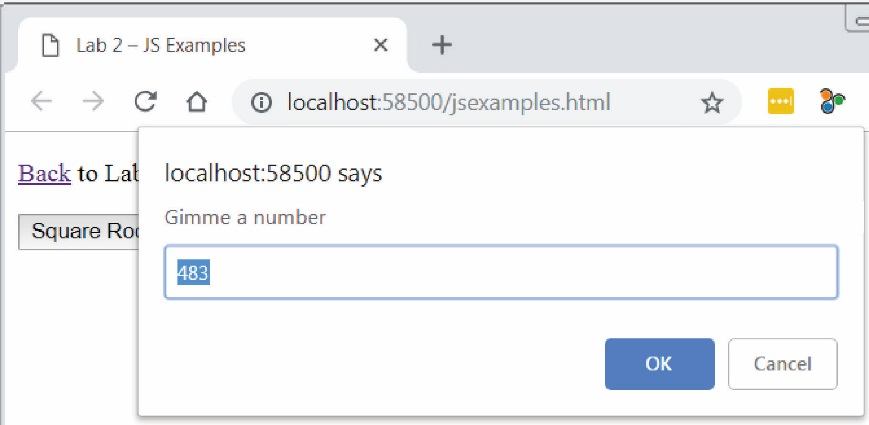 Lab 2 – JS Examples
localhost:58500/jsexamples.html
Back to Lab
localhost:58500 says
Gimme a number
Square Roo
483
OK
Cancel